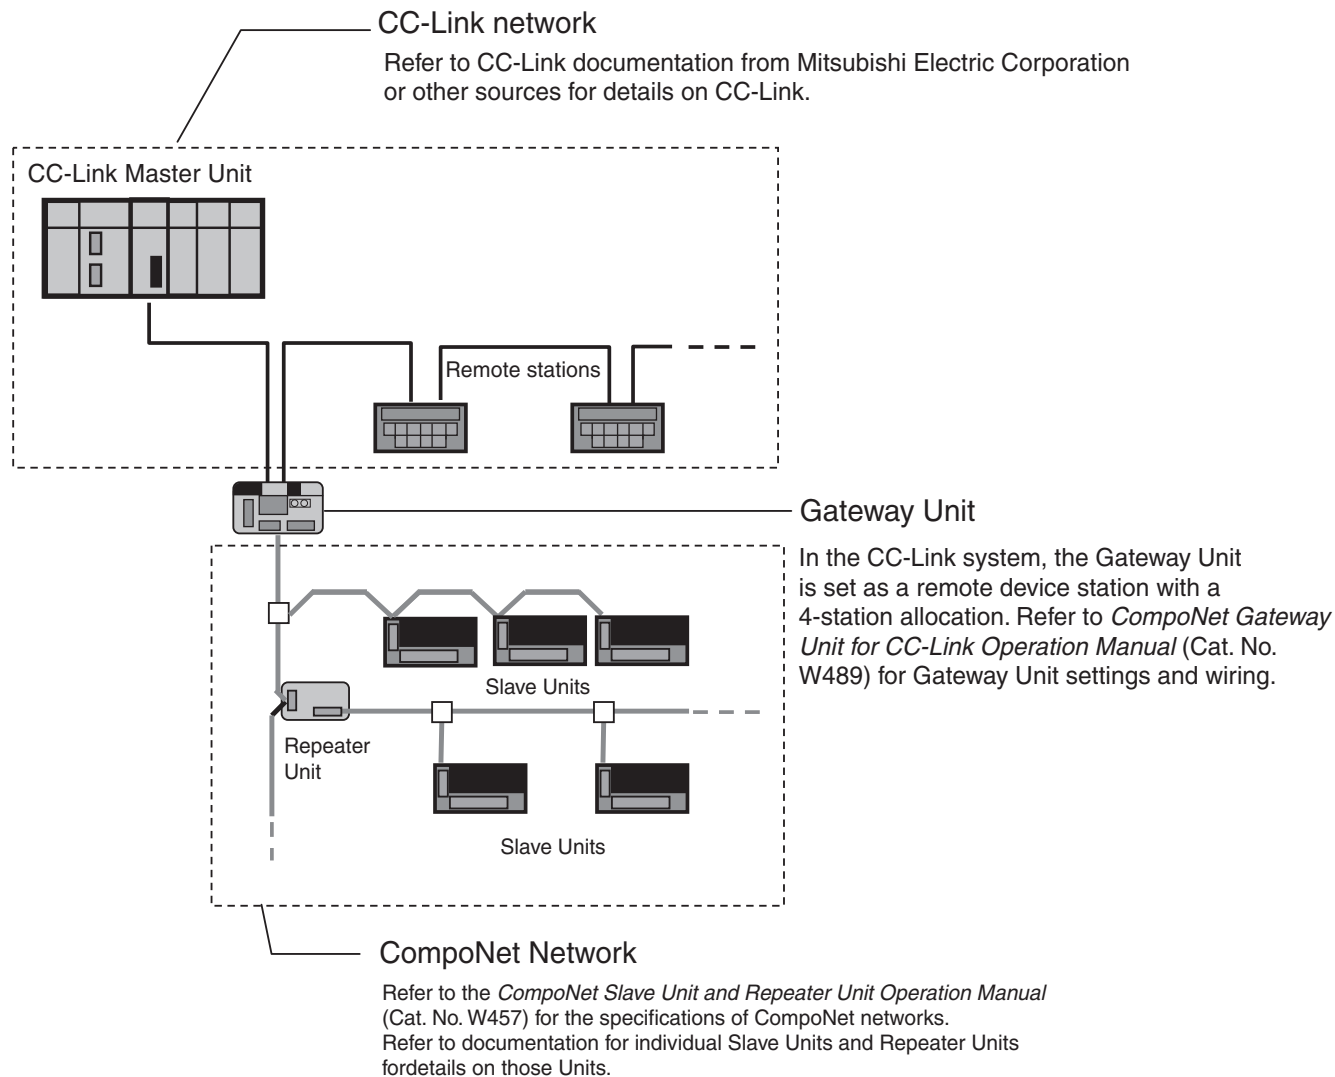 CC-Link network
Refer to CC-Link documentation from Mitsubishi Electric Corporation
or other sources for details on CC-Link.
CC-Link Master Unit
Remote stations
Gateway Unit
In the CC-Link system, the Gateway Unit
is set as a remote device station with a
4-station allocation. Refer to CompoNet Gateway
Unit for CC-Link Operation Manual (Cat. No.
W489) for Gateway Unit settings and wiring.
Slave Units
Repeater
Unit
Slave Units
CompoNet Network
Refer to the CompoNet Slave Unit and Repeater Unit Operation Manual
(Cat. No. W457) for the specifications of CompoNet networks.
Refer to documentation for individual Slave Units and Repeater Units
fordetails on those Units.